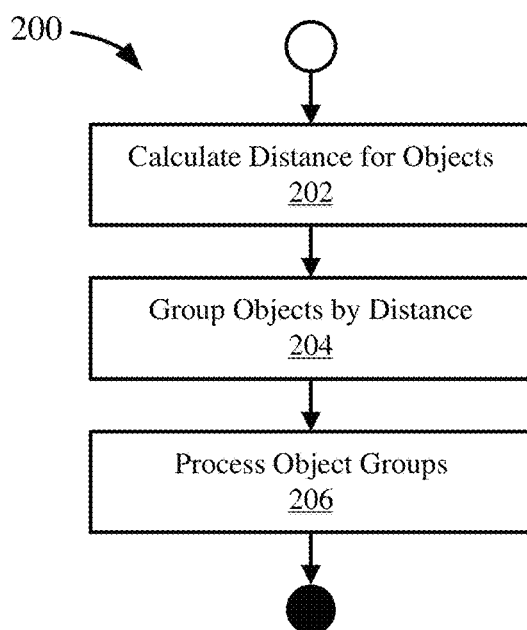 200
Calculate Distance for Objects
202
Group Objects by Distance
204
Process Object Groups
206